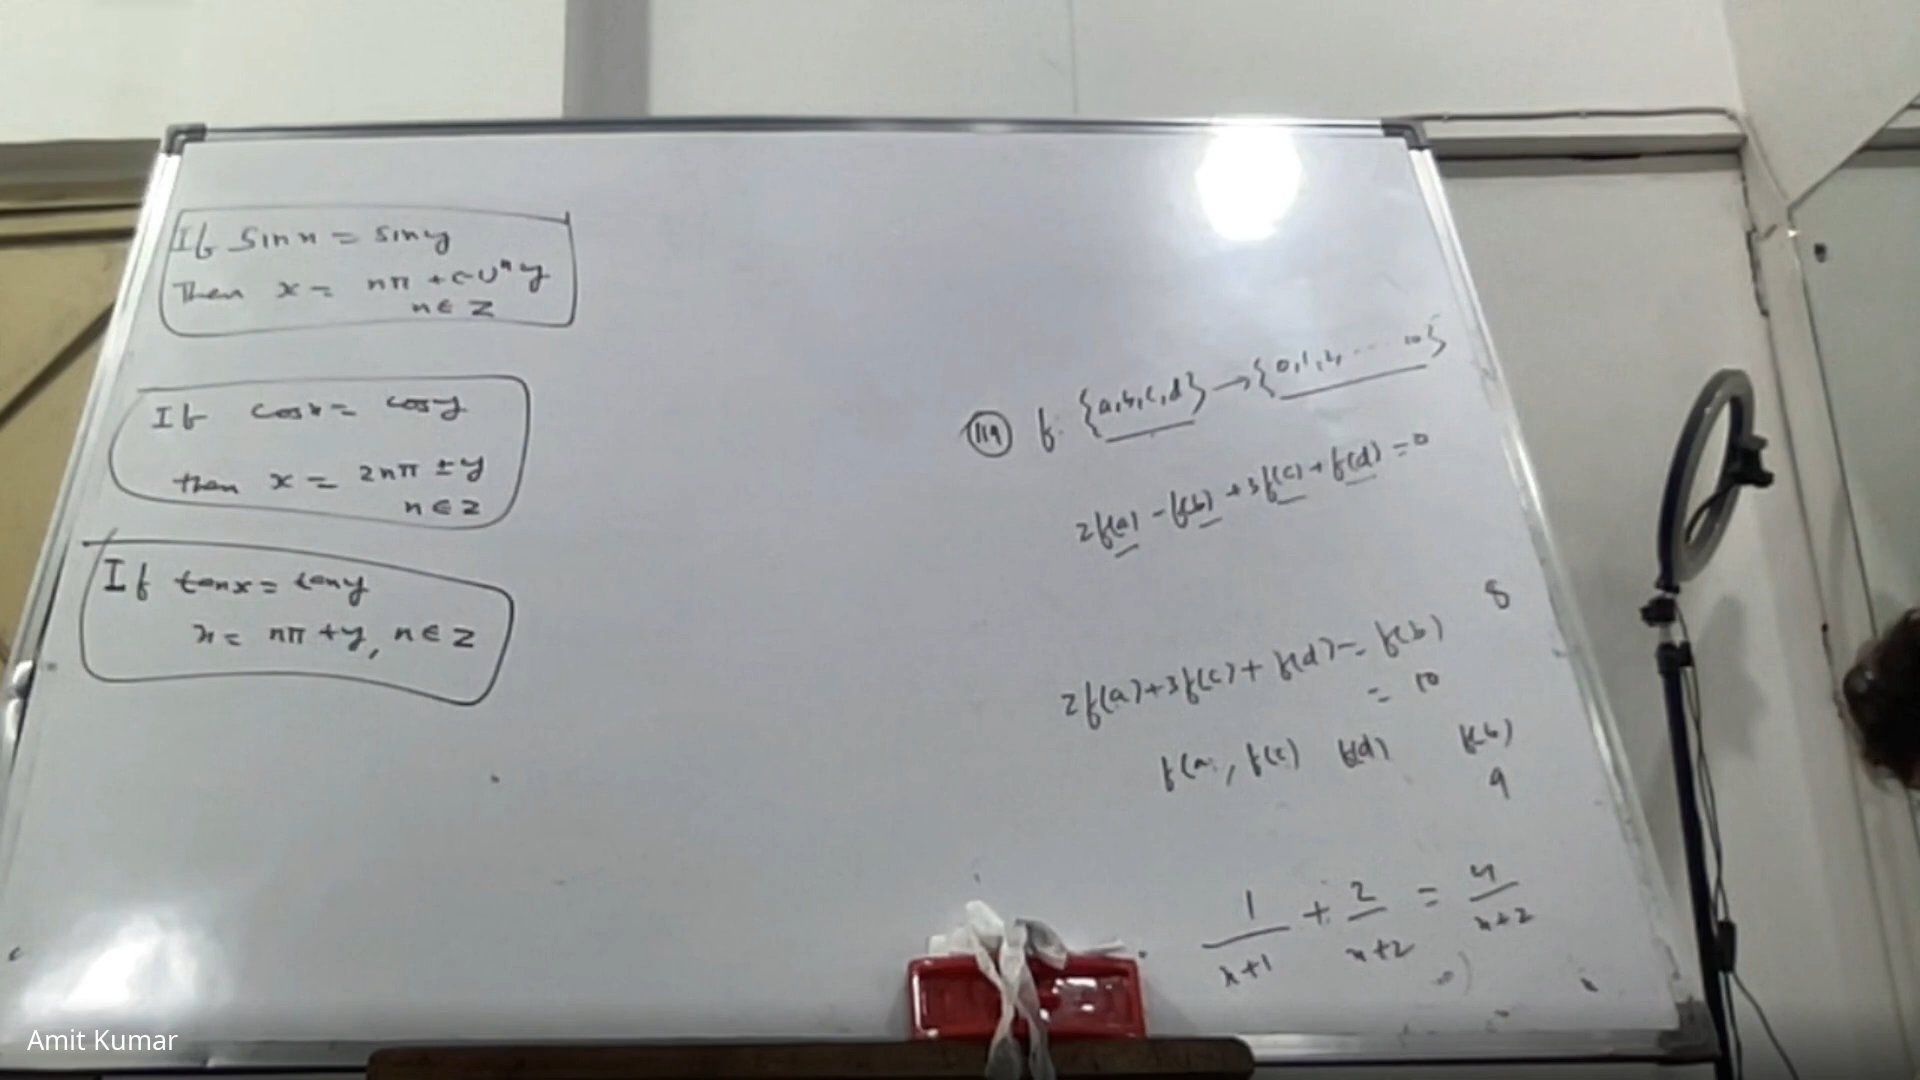 If Sin x = sin y
Then x = nπ + (-1)ⁿ y
n ∈ Z
If cos x = cos y
then x = 2nπ ± y
n ∈ Z
If tan x = tan y
x = nπ + y, n ∈ Z
119 f: {a,b,c,d} → {0,1,2, ... 10}
2f(a) - f(b) + 3f(c) + f(d) = 0
8
2f(a) + 3f(c) + f(d) = f(b)
= 10
f(a), f(c) f(d) f(b)
9
1/(x+1) + 2/(x+2) = 4/(x+2)
Amit Kumar